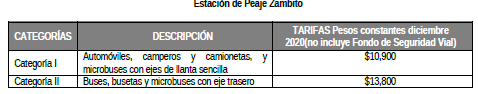 Estación de Peaje Zambito
CATEGORÍAS DESCRIPCIÓN TARIFAS Pesos constantes diciembre
2020(no incluye Fondo de Seguridad Vial)
Categoría I Automóviles, camperos y camionetas, y $10,900
microbuses con ejes de llanta sencilla
Categoría II Buses, busetas y microbuses con eje trasero $13,800